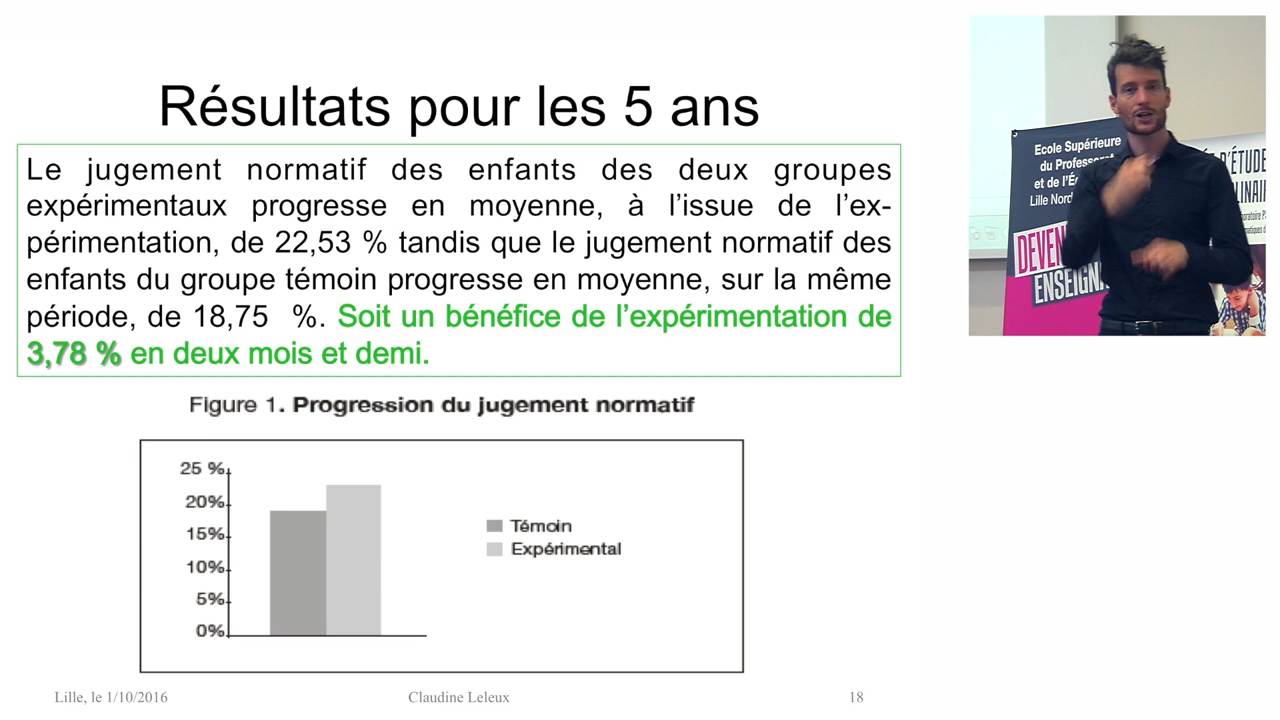 Résultats pour les 5 ans
Le jugement normatif des enfants des deux groupes
expérimentaux progresse en moyenne, à l’issue de l’ex-
périmentation, de 22,53 % tandis que le jugement normatif des
enfants du groupe témoin progresse en moyenne, sur la même
période, de 18,75 %. Soit un bénéfice de l’expérimentation de
3,78 % en deux mois et demi.
Figure 1. Progression du jugement normatif
25 %
20%
15%
10%
5%
0%
Témoin
Expérimental
Lille, le 1/10/2016
Claudine Leleux
18
Ecole Supérieure
du Professorat
et de l'É
Lille Nord
DEVEN
ENSEIGNA
D'ÉTUDE
LINAIR